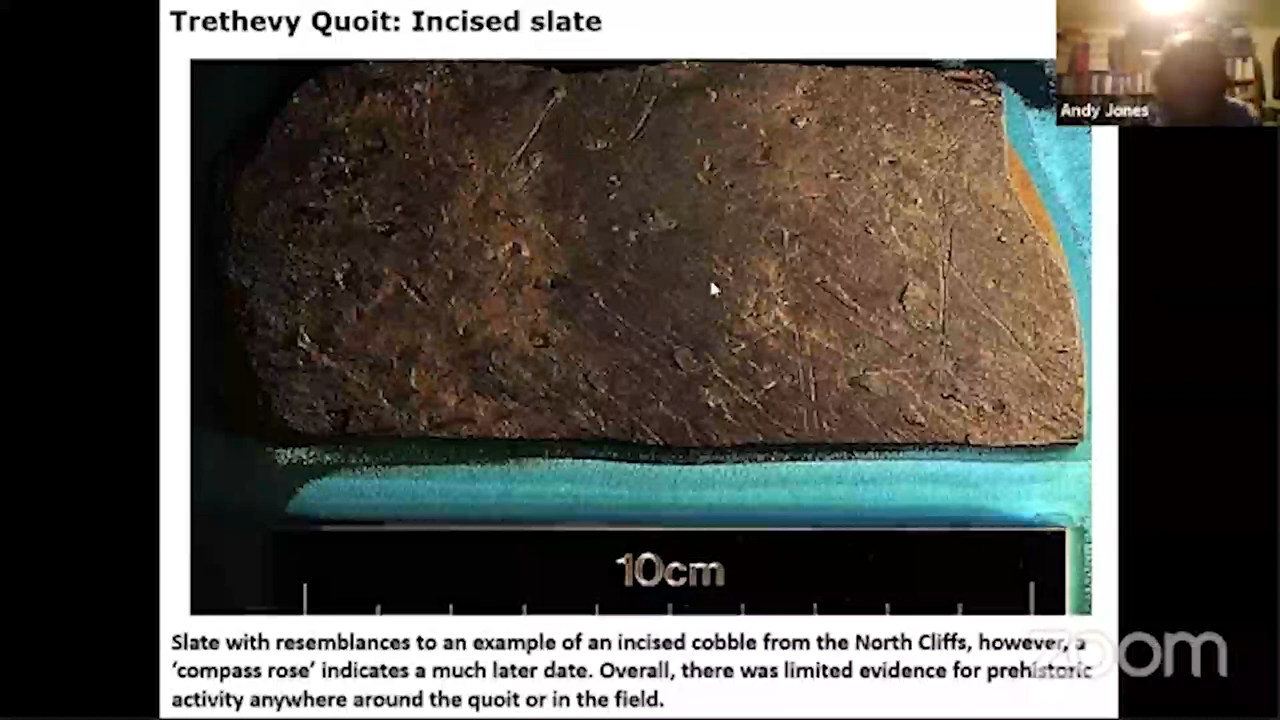 Trethevy Quoit: Incised slate
Andy Jones
10cm
Slate with resemblances to an example of an incised cobble from the North Cliffs, however, a
‘compass rose’ indicates a much later date. Overall, there was limited evidence for prehistoric
activity anywhere around the quoit or in the field.
zoom